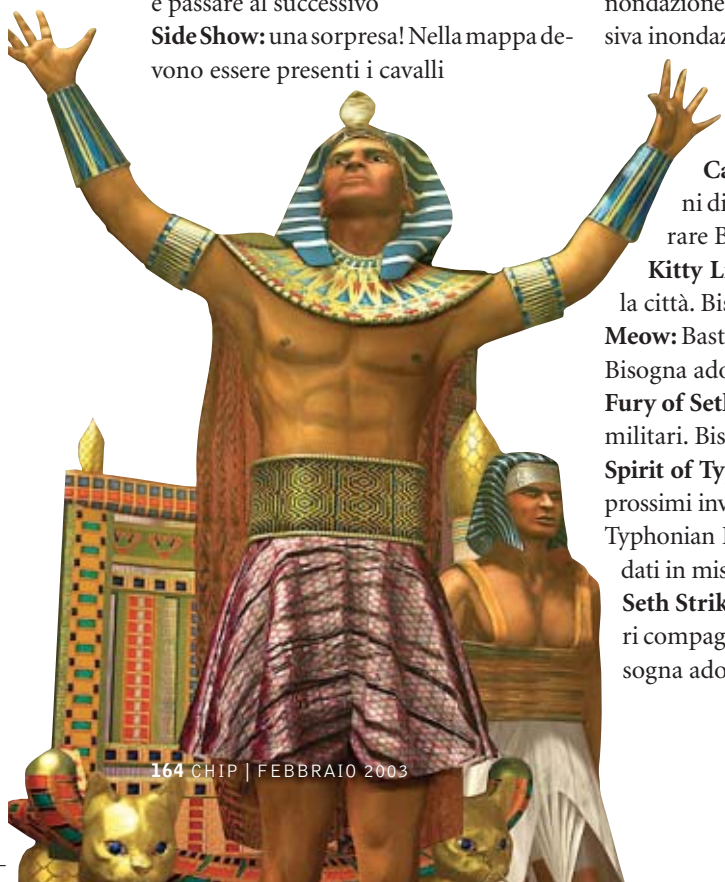 e passare al successivo
Side Show: una sorpresa! Nella mappa de-
vono essere presenti i cavalli
nondazione
siva inondaz
Ca
ni di
rare B
Kitty L
la città. Bis
Meow: Bast
Bisogna ado
Fury of Seth
militari. Bis
Spirit of Ty
prossimi inv
Typhonian
dati in mis
Seth Strik
ri compag
sogna ado
164 CHIP | FEBBRAIO 2003